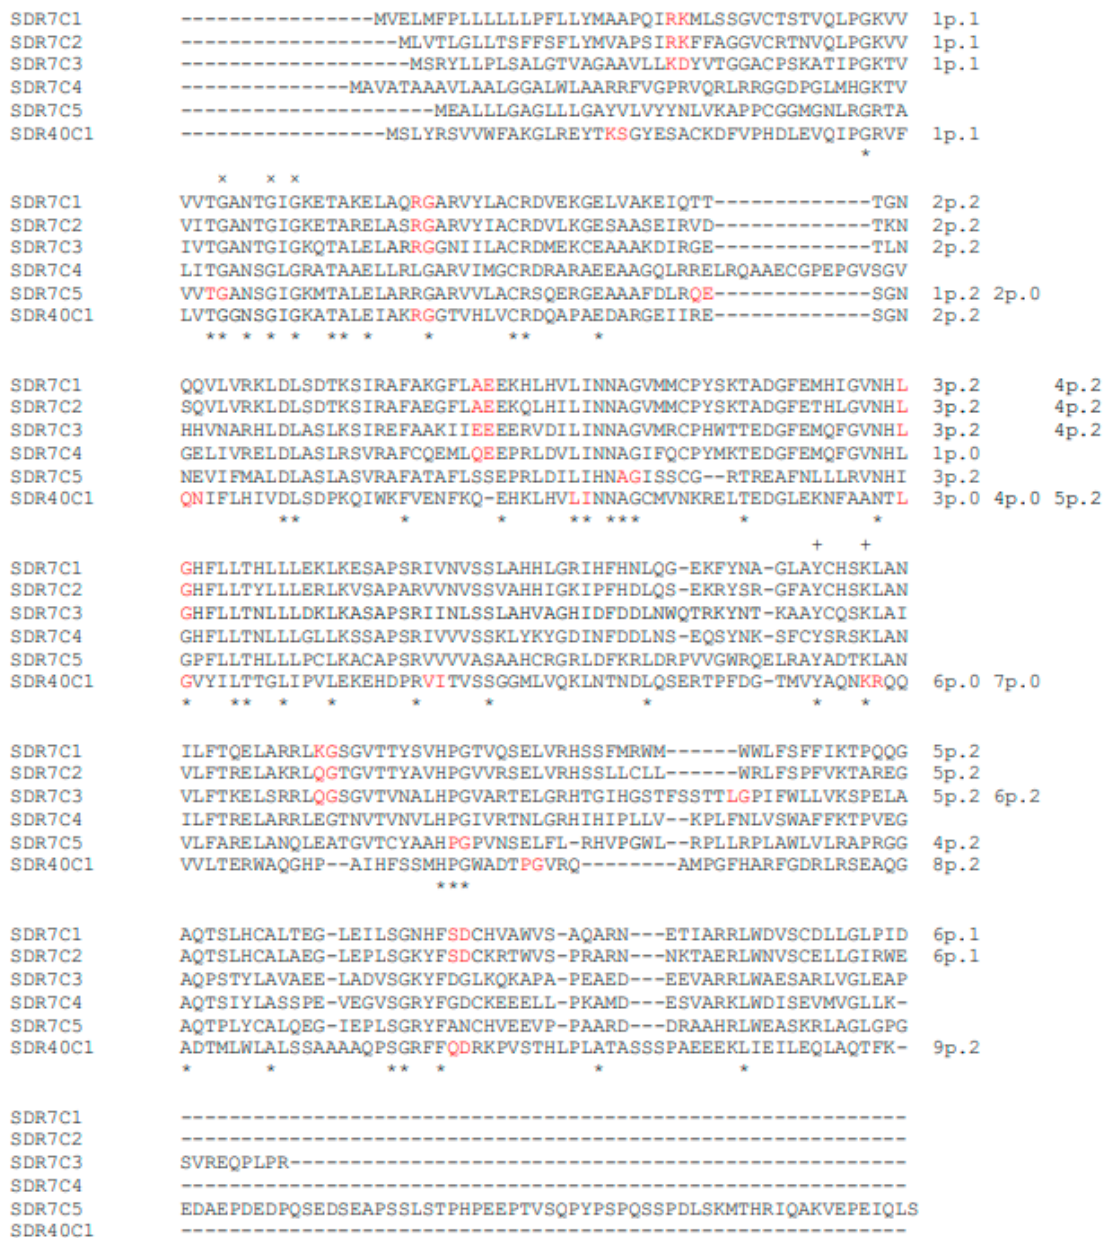 SDR7C1 ----------------MVELMFPLLLLLLPFLLYMAAPQIRKMLSSGVCTSTVQLPGKVV 1p.1
SDR7C2 ------------------MLVTLGLLTSFFSFLYMVAPSIRKFFAGGVCRTNVQLPGKVV 1p.1
SDR7C3 -------------------MSRYLLPLSALGTVAGAAVLLKDYVTGGACPSKATIPGKTV 1p.1
SDR7C4 --------------MAVATAAAVLAALGGALWLAARRFVGPRVQRLRRGGDPGLMHGKTV
SDR7C5 ---------------------MEALLLGAGLLLGAYVLVYYNLVKAPPCGGMGNLRGRTA
SDR40C1 -----------------MSLYRSVVWFAKGLREYTKSGYESACKDFVPHDLEVQIPGRVF 1p.1
*
× × ×
SDR7C1 VVTGANTGIGKETAKELAQRGARVYLACRDVEKGELVAKEIQTT-------------TGN 2p.2
SDR7C2 VITGANTGIGKETARELASRGARVYIACRDVLKGESAASEIRVD-------------TKN 2p.2
SDR7C3 IVTGANTGIGKQTALELARRGGNIILACRDMEKCEAAAKDIRGE-------------TLN 2p.2
SDR7C4 LITGANSGLGRATAAELLRLGARVIMGCRDRARAEEAAGQLRRELRQAAECGPEPGVSGV
SDR7C5 VVTGANSGIGKMTALELARRGARVVLACRSQERGEAAAFDLRQE-------------SGN 1p.2 2p.0
SDR40C1 LVTGGNSGIGKATALEIAKRGGTVHLVCRDQAPAEDARGEIIRE-------------SGN 2p.2
** * * * ** * * ** *
SDR7C1 QQVLVRKLDLSDTKSIRAFAKGFLAEEKHLHVLINNAGVMMCPYSKTADGFEMHIGVNHL 3p.2 4p.2
SDR7C2 SQVLVRKLDLSDTKSIRAFAEGFLAEEKQLHILINNAGVMMCPYSKTADGFETHLGVNHL 3p.2 4p.2
SDR7C3 HHVNARHLDLASLKSIREFAAKIIEEEERVDILINNAGVMRCPHWTTEDGFEMQFGVNHL 3p.2 4p.2
SDR7C4 GELIVRELDLASLRSVRAFCQEMLQEEPRLDVLINNAGIFQCPYMKTEDGFEMQFGVNHL 1p.0
SDR7C5 NEVIFMALDLASLASVRAFATAFLSSEPRLDILIHNAGISSCG--RTREAFNLLLRVNHI 3p.2
SDR40C1 QNIFLHIVDLSDPKQIWKFVENFKQ-EHKLHVLINNAGCMVNKRELTEDGLEKNFAANTL 3p.0 4p.0 5p.2
** * * ** *** * *
+ +
SDR7C1 GHFLLTHLLLEKLKESAPSRIVNVSSLAHHLGRIHFHNLQG-EKFYNA-GLAYCHSKLAN
SDR7C2 GHFLLTYLLLERLKVSAPARVVNVSSVAHHIGKIPFHDLQS-EKRYSR-GFAYCHSKLAN
SDR7C3 GHFLLTNLLLDKLKASAPSRIINLSSLAHVAGHIDFDDLNWQTRKYNT-KAAYCQSKLAI
SDR7C4 GHFLLTNLLLGLLKSSAPSRIVVVSSKLYKYGDINFDDLNS-EQSYNK-SFCYSRSKLAN
SDR7C5 GPFLLTHLLLPCLKACAPSRVVVVASAAHCRGRLDFKRLDRPVVGWRQELRAYADTKLAN
SDR40C1 GVYILTTGLIPVLEKEHDPRVITVSSGGMLVQKLNTNDLQSERTPFDG-TMVYAQNKRQQ 6p.0 7p.0
* ** * * * * * * *
SDR7C1 ILFTQELARRLKGSGVTTYSVHPGTVQSELVRHSSFMRWM------WWLFSFFIKTPQQG 5p.2
SDR7C2 VLFTRELAKRLQGTGVTTYAVHPGVVRSELVRHSSLLCLL------WRLFSPFVKTAREG 5p.2
SDR7C3 VLFTKELSRRLQGSGVTVNALHPGVARTELGRHTGIHGSTFSSTTLGPIFWLLVKSPELA 5p.2 6p.2
SDR7C4 ILFTRELARRLEGTNVTVNVLHPGIVRTNLGRHIHIPLLV--KPLFNLVSWAFFKTPVEG
SDR7C5 VLFARELANQLEATGVTCYAAHPGPVNSELFL-RHVPGWL--RPLLRPLAWLVLRAPRGG 4p.2
SDR40C1 VVLTERWAQGHP--AIHFSSMHPGWADTPGVRQ--------AMPGFHARFGDRLRSEAQG 8p.2
***
SDR7C1 AQTSLHCALTEG-LEILSGNHFSDCHVAWVS-AQARN---ETIARRLWDVSCDLLGLPID 6p.1
SDR7C2 AQTSLHCALAEG-LEPLSGKYFSDCKRTWVS-PRARN---NKTAERLWNVSCELLGIRWE 6p.1
SDR7C3 AQPSTYLAVAEE-LADVSGKYFDGLKQKAPA-PEAED---EEVARRLWAESARLVGLEAP
SDR7C4 AQTSIYLASSPE-VEGVSGRYFGDCKEEELL-PKAMD---ESVARKLWDISEVMVGLLK-
SDR7C5 AQTPLYCALQEG-IEPLSGRYFANCHVEEVP-PAARD---DRAAHRLWEASKRLAGLGPG
SDR40C1 ADTMLWLALSSAAAAQPSGRFFQDRKPVSTHLPLATASSSPAEEEKLIEILEQLAQTFK- 9p.2
* * ** * * *
SDR7C1 ------------------------------------------------------------
SDR7C2 ------------------------------------------------------------
SDR7C3 SVREQPLPR---------------------------------------------------
SDR7C4 ------------------------------------------------------------
SDR7C5 EDAEPDEDPQSEDSEAPSSLSTPHPEEPTVSQPYPSPQSSPDLSKMTHRIQAKVEPEIQLS
SDR40C1 ------------------------------------------------------------